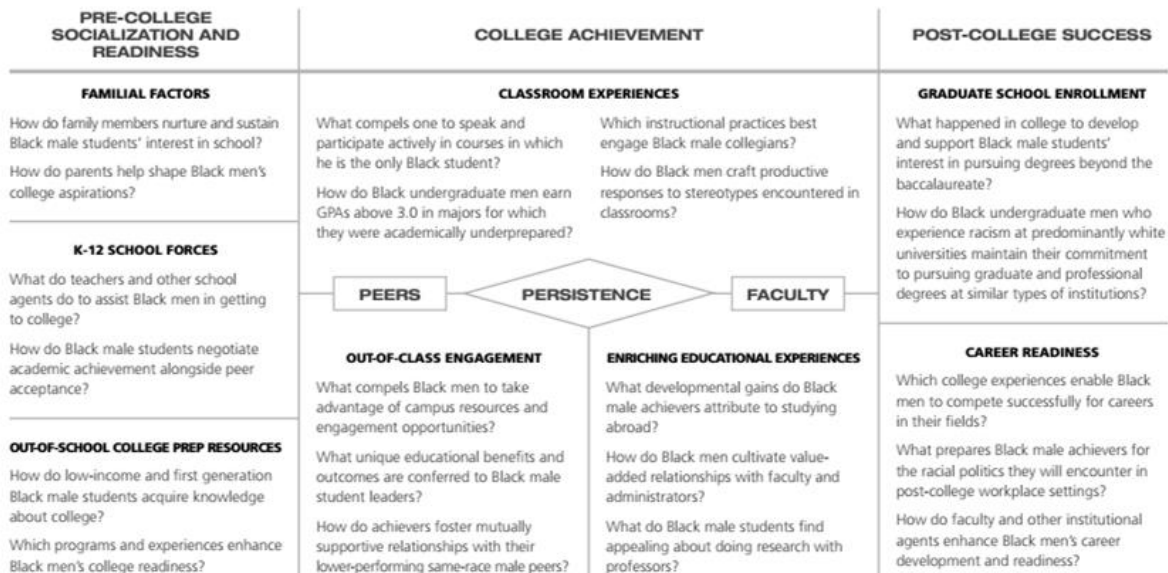 PRE-COLLEGE
SOCIALIZATION AND
READINESS
FAMILIAL FACTORS
How do family members nurture and sustain
Black male students' interest in school?
How do parents help shape Black men's
college aspirations?
K-12 SCHOOL FORCES
What do teachers and other school
agents do to assist Black men in getting
to college?
How do Black male students negotiate
academic achievement alongside peer
acceptance?
OUT-OF-SCHOOL COLLEGE PREP RESOURCES
How do low-income and first generation
Black male students acquire knowledge
about college?
Which programs and experiences enhance
Black men's college readiness?
COLLEGE ACHIEVEMENT
CLASSROOM EXPERIENCES
What compels one to speak and
participate actively in courses in which
he is the only Black student?
How do Black undergraduate men earn
GPAs above 3.0 in majors for which
they were academically underprepared?
Which instructional practices best
engage Black male collegians?
How do Black men craft productive
responses to stereotypes encountered in
classrooms?
PEERS
PERSISTENCE
FACULTY
OUT-OF-CLASS ENGAGEMENT
What compels Black men to take
advantage of campus resources and
engagement opportunities?
What unique educational benefits and
outcomes are conferred to Black male
student leaders?
How do achievers foster mutually
supportive relationships with their
lower-performing same-race male peers?
ENRICHING EDUCATIONAL EXPERIENCES
What developmental gains do Black
male achievers attribute to studying
abroad?
How do Black men cultivate value-
added relationships with faculty and
administrators?
What do Black male students find
appealing about doing research with
professors?
POST-COLLEGE SUCCESS
GRADUATE SCHOOL ENROLLMENT
What happened in college to develop
and support Black male students'
interest in pursuing degrees beyond the
baccalaureate?
How do Black undergraduate men who
experience racism at predominantly white
universities maintain their commitment
to pursuing graduate and professional
degrees at similar types of institutions?
CAREER READINESS
Which college experiences enable Black
men to compete successfully for careers
in their fields?
What prepares Black male achievers for
the racial politics they will encounter in
post-college workplace settings?
How do faculty and other institutional
agents enhance Black men's career
development and readiness?